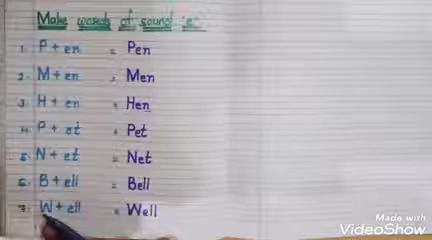 Make words of sound "e"
1. P + en = Pen
2. M + en = Men
3. H + en = Hen
4. P + et = Pet
5. N + et = Net
6. B + ell = Bell
7. W + ell = Well
Made with
VideoShow